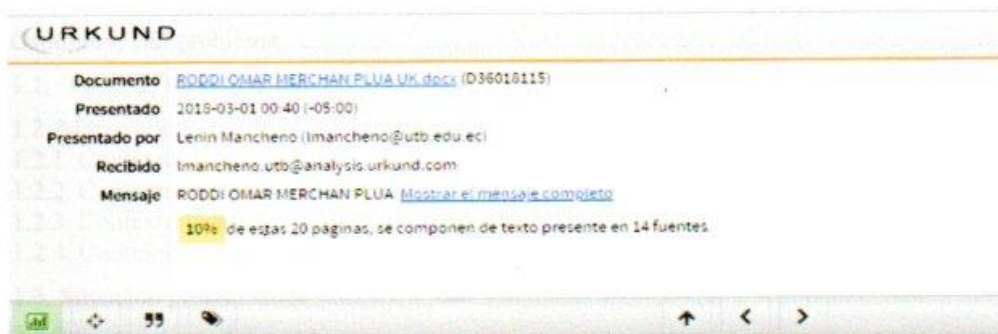 URKUND
Documento RODDI OMAR MERCHAN PLUA UK.docx (D36018115)
Presentado 2018-03-01 00:40 (-05:00)
Presentado por Lenin Mancheno (lmancheno@utb.edu.ec)
Recibido lmancheno.utb@analysis.urkund.com
Mensaje RODDI OMAR MERCHAN PLUA Mostrar el mensaje completo
10% de estas 20 paginas, se componen de texto presente en 14 fuentes.